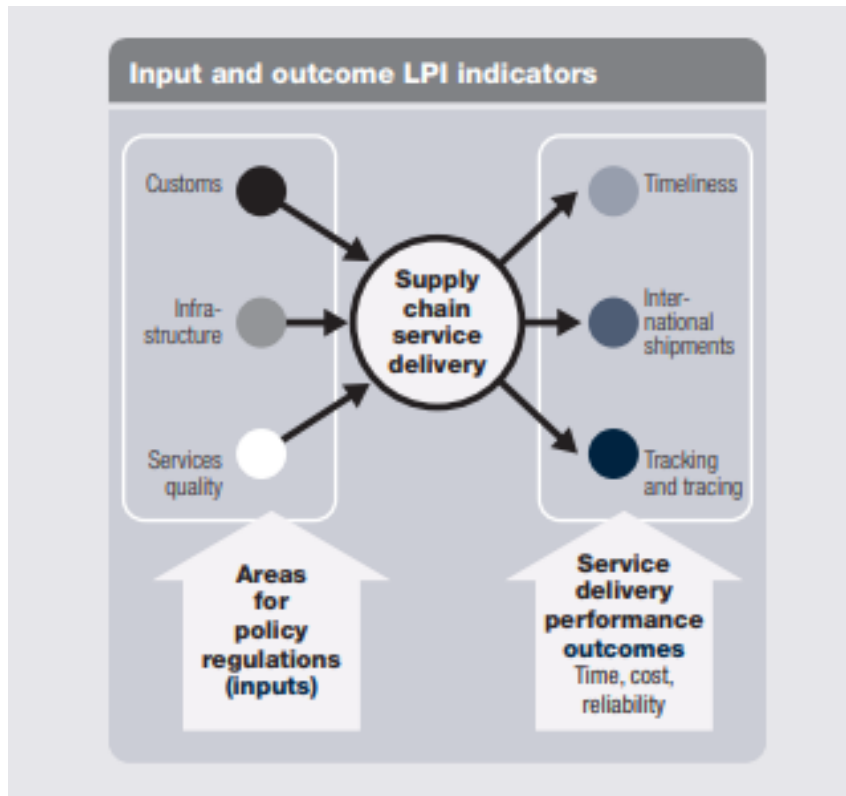 Input and outcome LPI indicators
Customs
Infra-
structure
Services
quality
Supply
chain
service
delivery
Timeliness
Inter-
national
shipments
Tracking
and tracing
Areas
for
policy
regulations
(inputs)
Service
delivery
performance
outcomes
Time, cost,
reliability